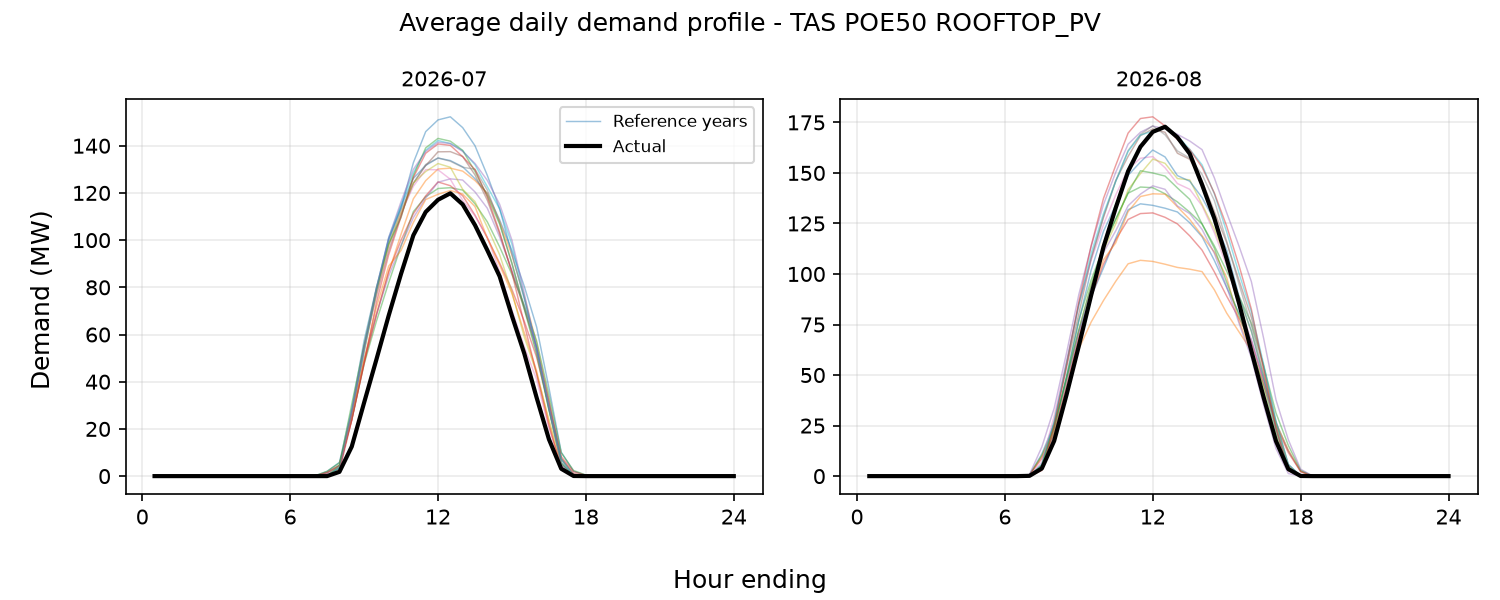 Average daily demand profile - TAS POE50 ROOFTOP_PV
2026-07
2026-08
Demand (MW)
140
120
100
80
60
40
20
0
Reference years
Actual
0 6 12 18 24
175
150
125
100
75
50
25
0
0 6 12 18 24
Hour ending